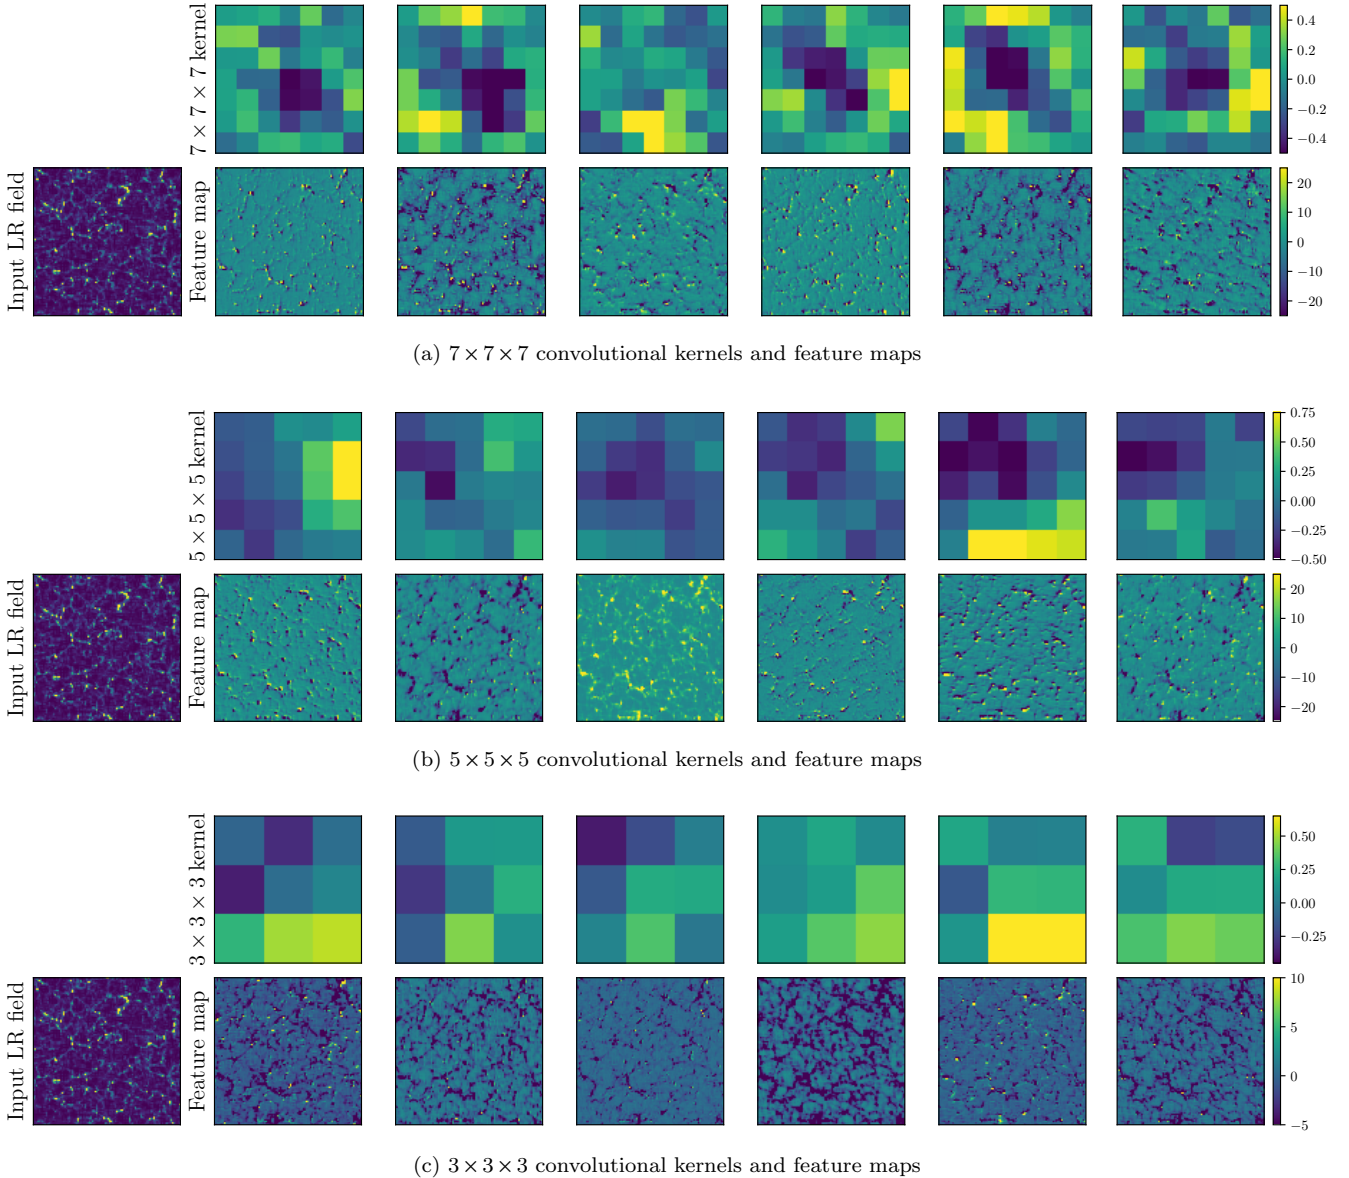 7 × 7 × 7 kernel
0.4
0.2
0.0
−0.2
−0.4
Input LR field
Feature map
20
10
0
−10
−20
(a) 7 × 7 × 7 convolutional kernels and feature maps
5 × 5 × 5 kernel
0.75
0.50
0.25
0.00
−0.25
−0.50
Input LR field
Feature map
20
10
0
−10
−20
(b) 5 × 5 × 5 convolutional kernels and feature maps
3 × 3 × 3 kernel
0.50
0.25
0.00
−0.25
Input LR field
Feature map
10
5
0
−5
(c) 3 × 3 × 3 convolutional kernels and feature maps